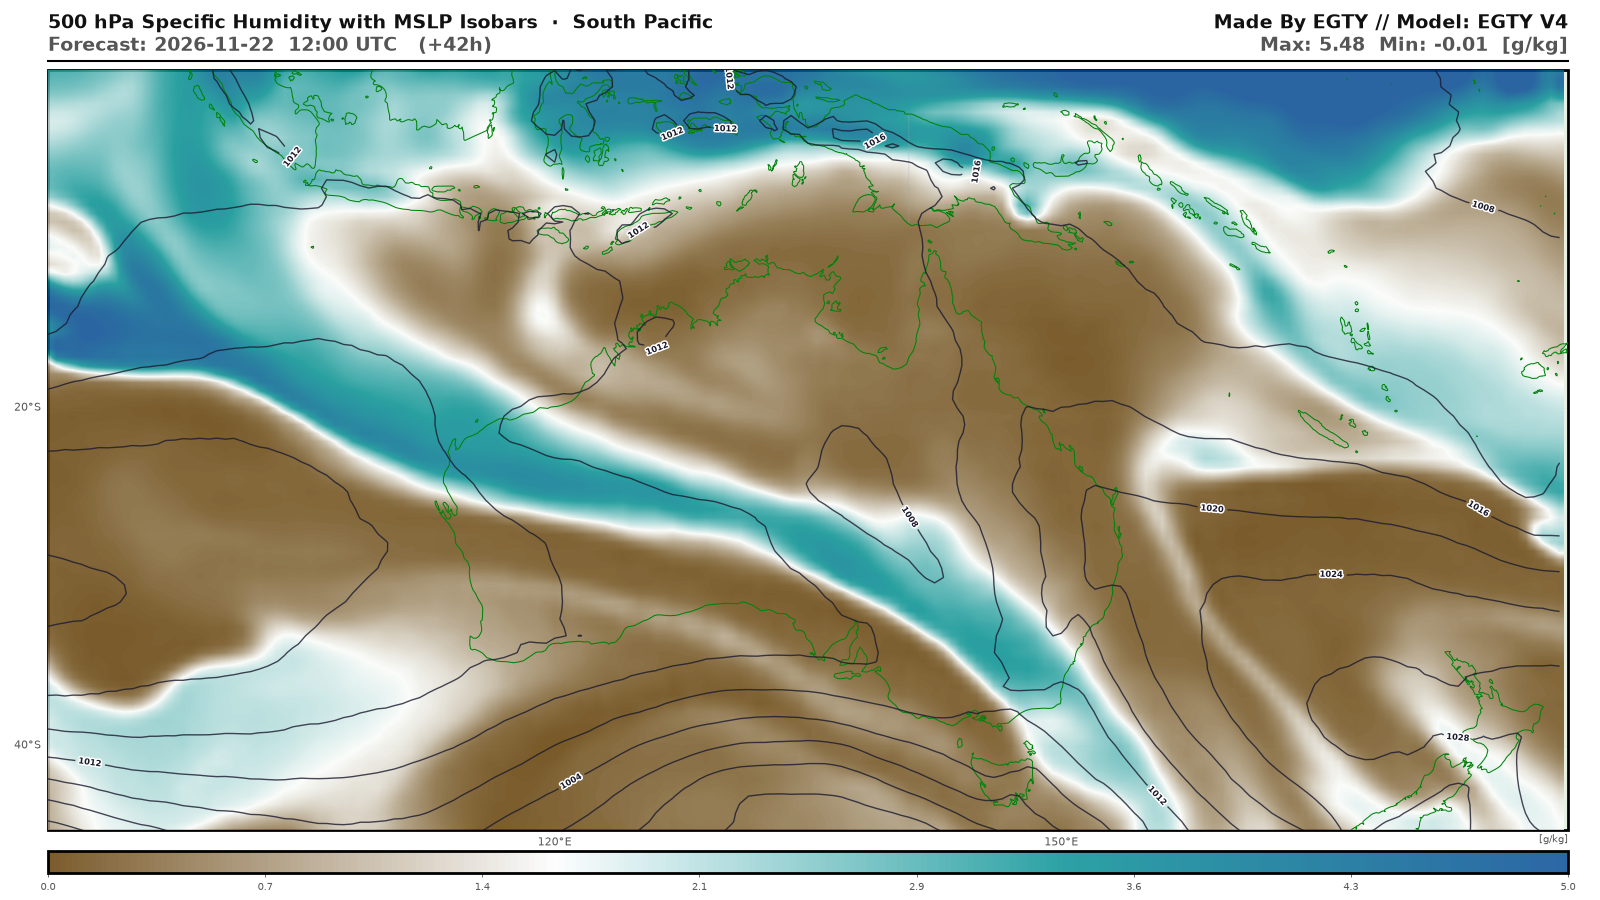 500 hPa Specific Humidity with MSLP Isobars · South Pacific
Made By EGTY // Model: EGTY V4
Forecast: 2026-11-22 12:00 UTC (+42h)
Max: 5.48 Min: -0.01 [g/kg]
1012
1012
1012
1016
1012
1016
1008
1012
1012
20°S
1008
1020
1016
1024
1028
40°S
1012
1004
1012
120°E
150°E
[g/kg]
0.0
0.7
1.4
2.1
2.9
3.6
4.3
5.0